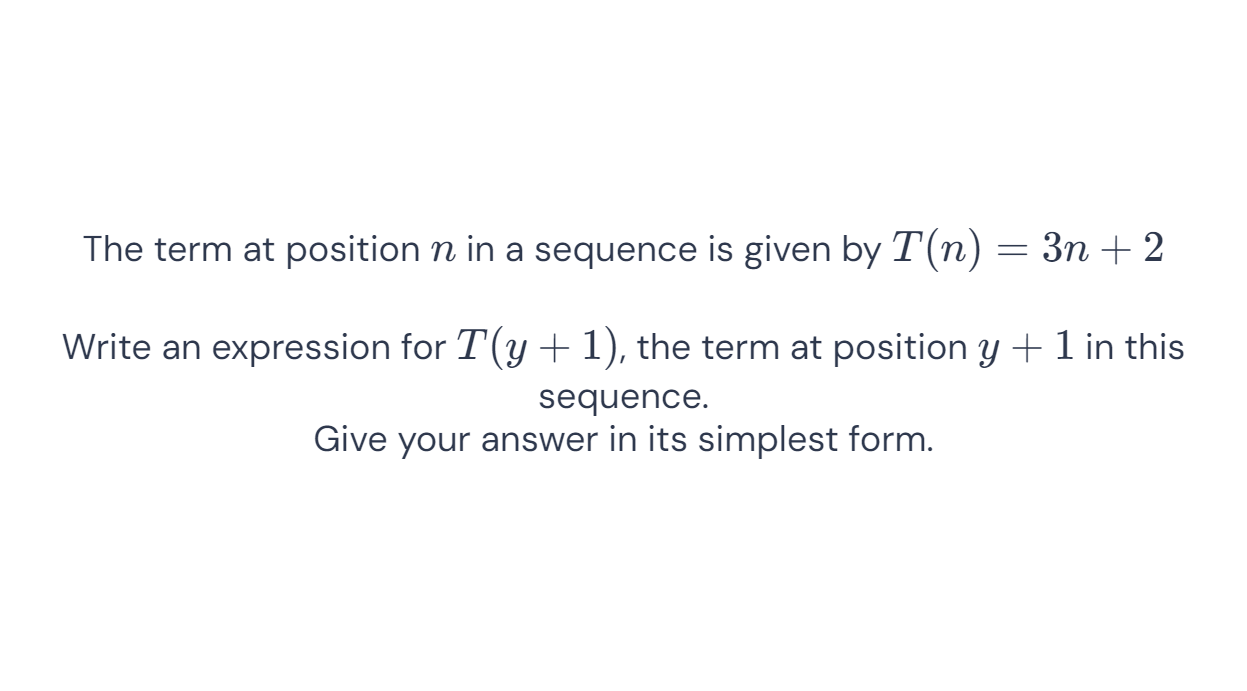 The term at position n in a sequence is given by T(n) = 3n + 2
Write an expression for T(y + 1), the term at position y + 1 in this
sequence.
Give your answer in its simplest form.